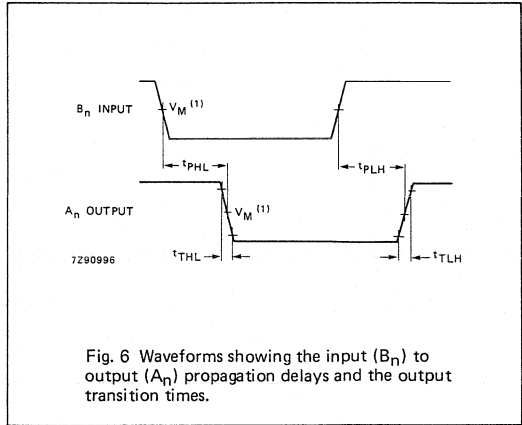 Bn INPUT
VM (1)
tPHL
tPLH
An OUTPUT
VM (1)
7Z90996
tTHL
tTLH
Fig. 6 Waveforms showing the input (Bn) to
output (An) propagation delays and the output
transition times.